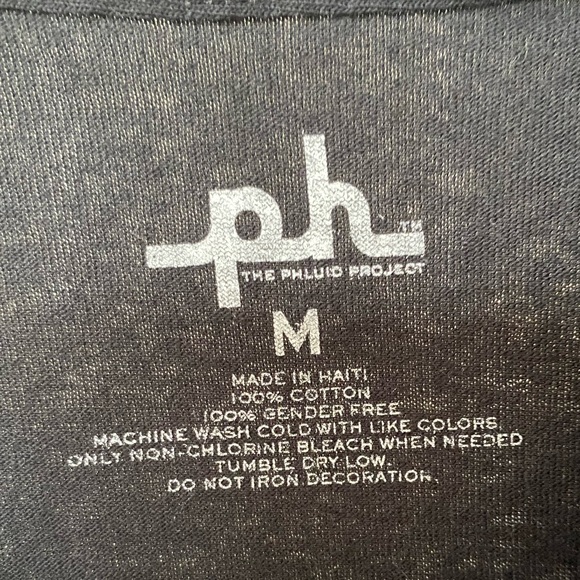 ph™
THE PHLUID PROJECT
M
MADE IN HAITI
100% COTTON
100% GENDER FREE
MACHINE WASH COLD WITH LIKE COLORS
ONLY NON-CHLORINE BLEACH WHEN NEEDED
TUMBLE DRY LOW.
DO NOT IRON DECORATION.